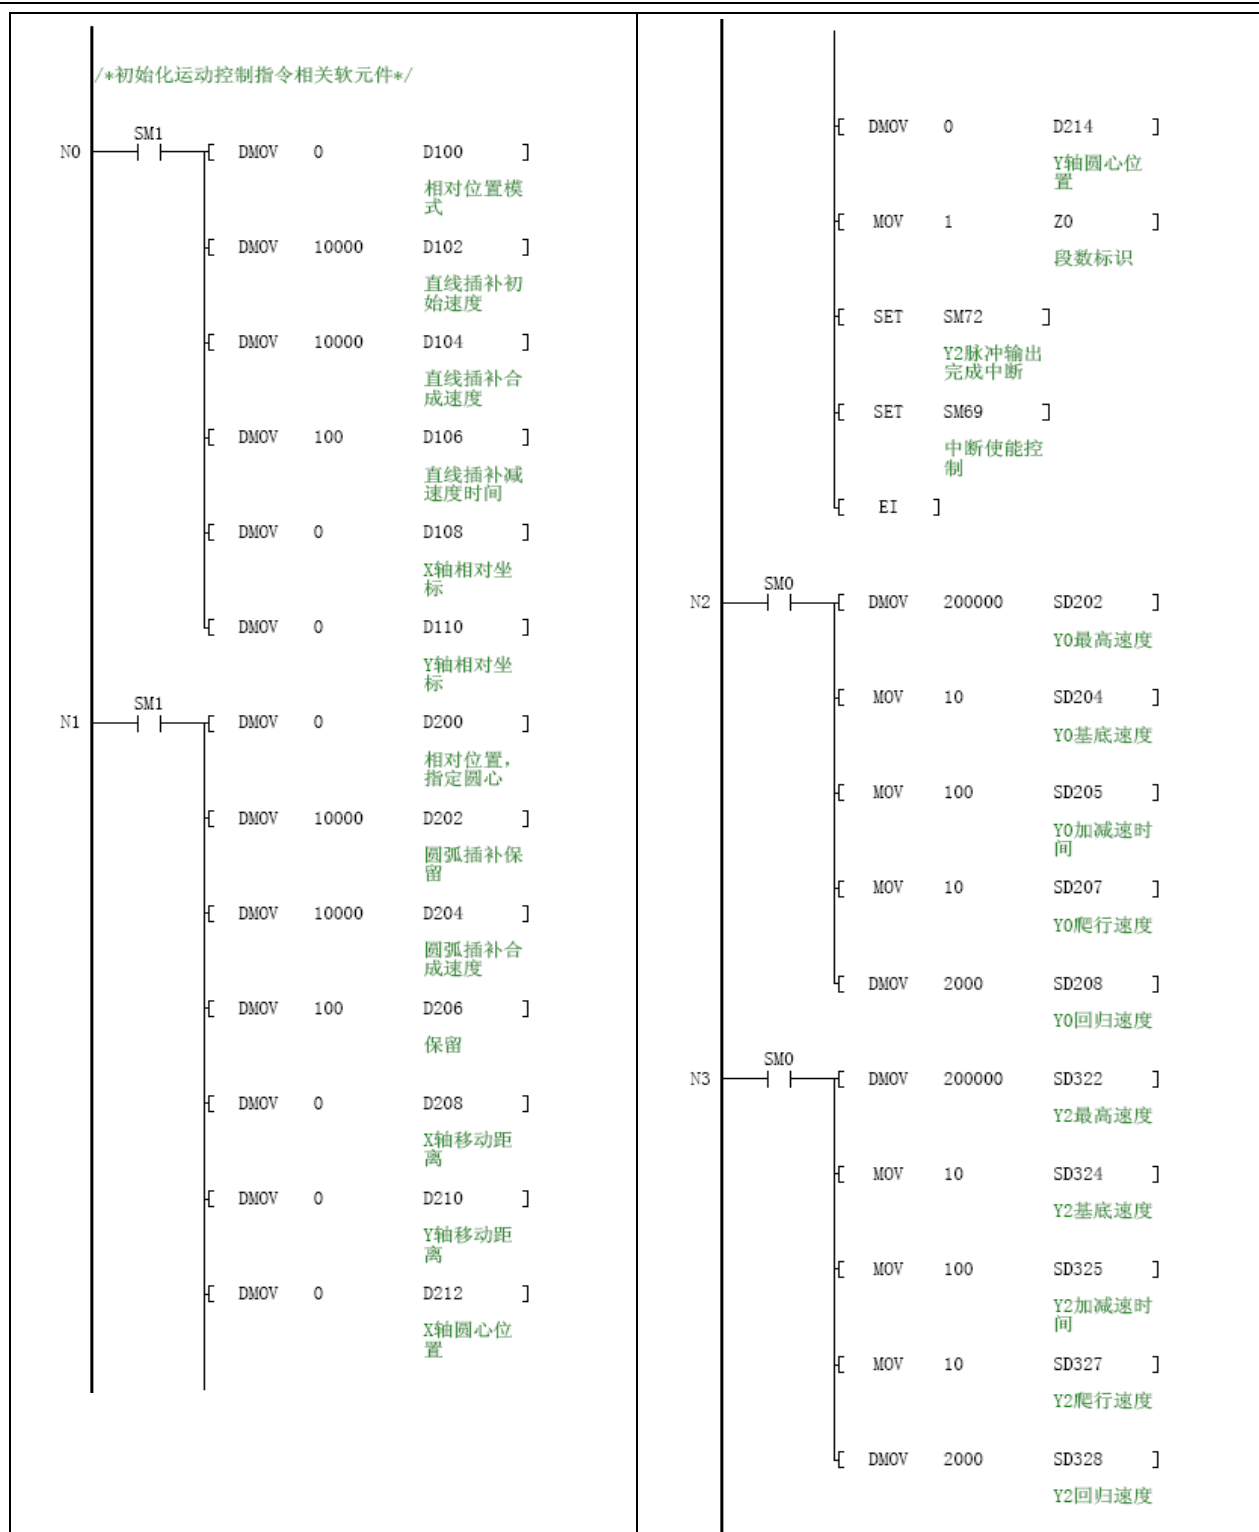 /*初始化运动控制指令相关软元件*/
SM1
N0 [ DMOV 0 D100 ]
相对位置模
式
[ DMOV 10000 D102 ]
直线插补初
始速度
[ DMOV 10000 D104 ]
直线插补合
成速度
[ DMOV 100 D106 ]
直线插补减
速度时间
[ DMOV 0 D108 ]
X轴相对坐
标
[ DMOV 0 D110 ]
Y轴相对坐
标
SM1
N1 [ DMOV 0 D200 ]
相对位置，
指定圆心
[ DMOV 10000 D202 ]
圆弧插补保
留
[ DMOV 10000 D204 ]
圆弧插补合
成速度
[ DMOV 100 D206 ]
保留
[ DMOV 0 D208 ]
X轴移动距
离
[ DMOV 0 D210 ]
Y轴移动距
离
[ DMOV 0 D212 ]
X轴圆心位
置
[ DMOV 0 D214 ]
Y轴圆心位
置
[ MOV 1 Z0 ]
段数标识
[ SET SM72 ]
Y2脉冲输出
完成中断
[ SET SM69 ]
中断使能控
制
[ EI ]
SM0
N2 [ DMOV 200000 SD202 ]
Y0最高速度
[ MOV 10 SD204 ]
Y0基底速度
[ MOV 100 SD205 ]
Y0加减速时
间
[ MOV 10 SD207 ]
Y0爬行速度
[ DMOV 2000 SD208 ]
Y0回归速度
SM0
N3 [ DMOV 200000 SD322 ]
Y2最高速度
[ MOV 10 SD324 ]
Y2基底速度
[ MOV 100 SD325 ]
Y2加减速时
间
[ MOV 10 SD327 ]
Y2爬行速度
[ DMOV 2000 SD328 ]
Y2回归速度